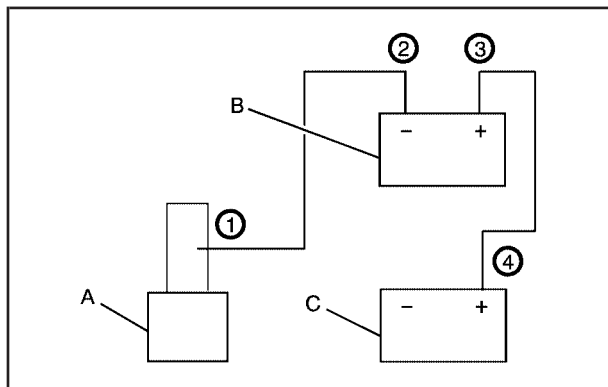 ② ③
B
− +
①
④
A
C
− +